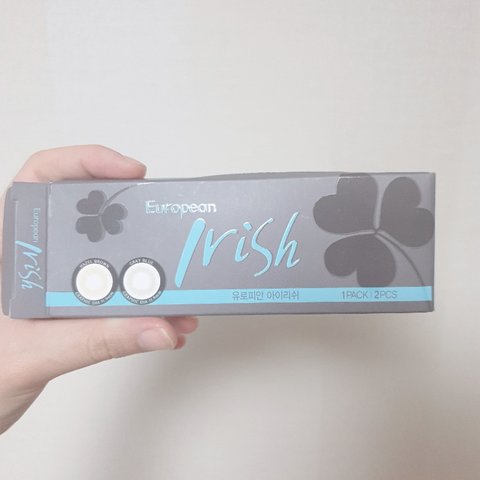 European
Irish
유로피안 아이리쉬
1PACK | 2PCS
European
Irish